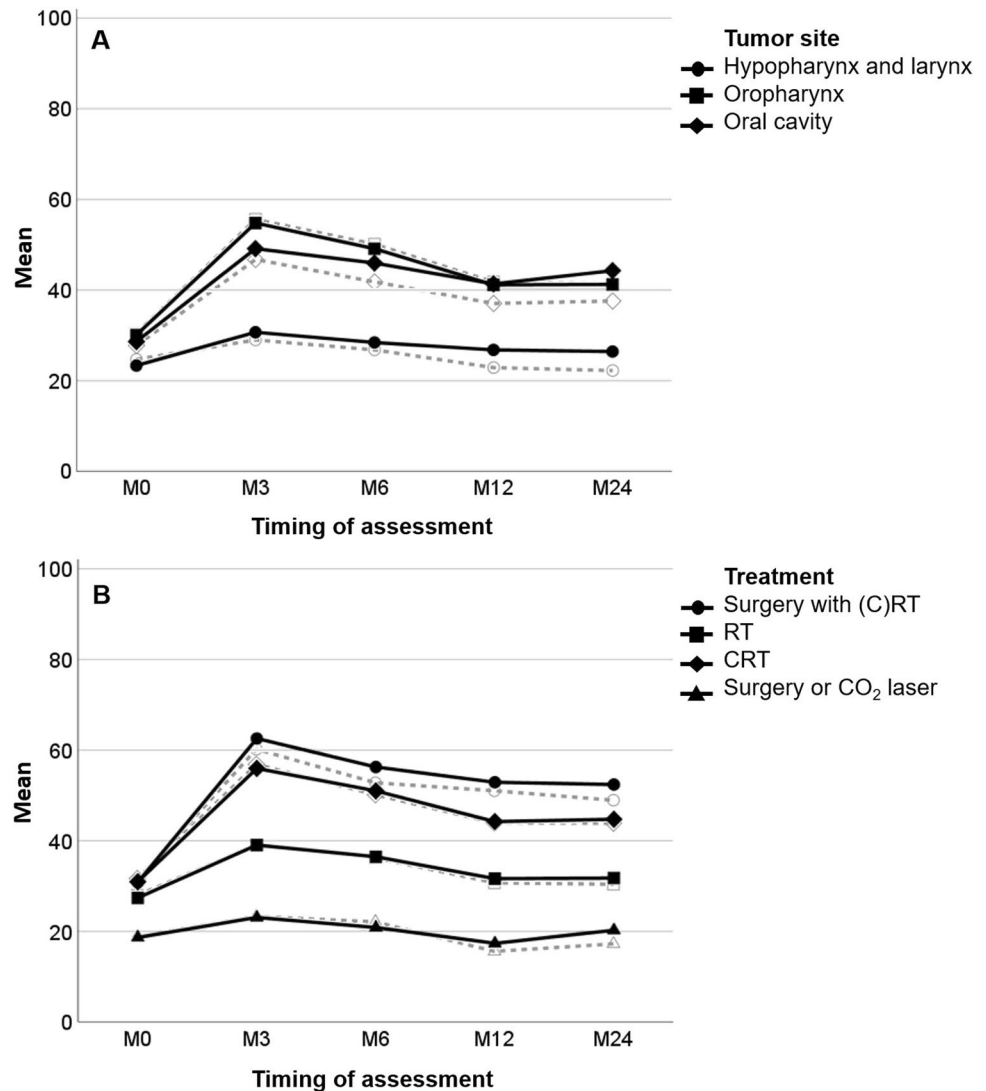 A
100
80
60
40
20
0
Mean
M0 M3 M6 M12 M24
Timing of assessment
Tumor site
Hypopharynx and larynx
Oropharynx
Oral cavity
B
100
80
60
40
20
0
Mean
M0 M3 M6 M12 M24
Timing of assessment
Treatment
Surgery with (C)RT
RT
CRT
Surgery or CO₂ laser